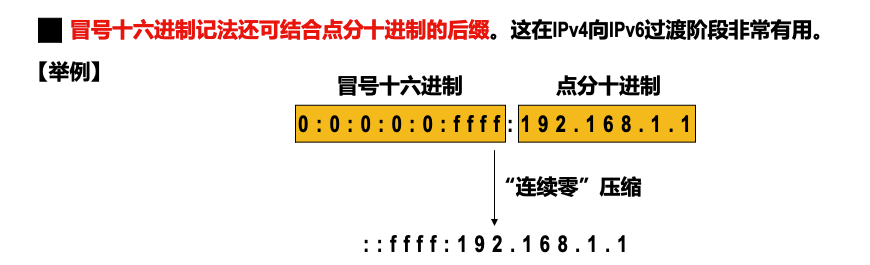 冒号十六进制记法还可结合点分十进制的后缀。这在IPv4向IPv6过渡阶段非常有用。
【举例】
冒号十六进制 点分十进制
0:0:0:0:0:ffff:192.168.1.1
“连续零”压缩
::ffff:192.168.1.1